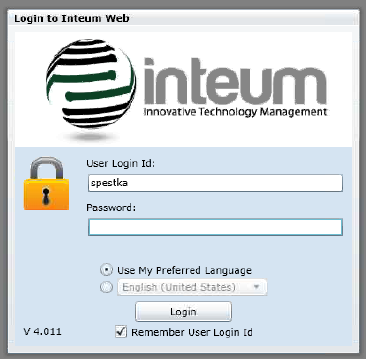 Login to Inteum Web
inteum
Innovative Technology Management
User Login Id:
spestka
Password:
Use My Preferred Language
English (United States)
Login
V 4.011
Remember User Login Id